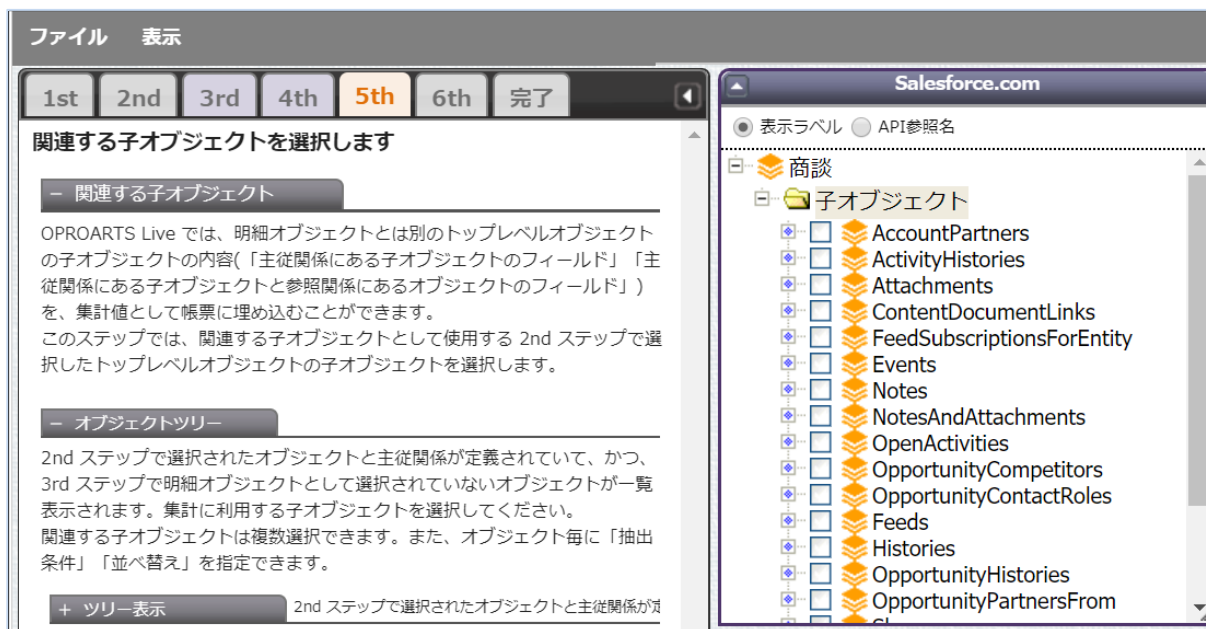 ファイル 表示
1st 2nd 3rd 4th 5th 6th 完了
関連する子オブジェクトを選択します
− 関連する子オブジェクト
OPROARTS Live では、明細オブジェクトとは別のトップレベルオブジェクト
の子オブジェクトの内容(「主従関係にある子オブジェクトのフィールド」「主
従関係にある子オブジェクトと参照関係にあるオブジェクトのフィールド」)
を、集計値として帳票に埋め込むことができます。
このステップでは、関連する子オブジェクトとして使用する 2nd ステップで選
択したトップレベルオブジェクトの子オブジェクトを選択します。
− オブジェクトツリー
2nd ステップで選択されたオブジェクトと主従関係が定義されていて、かつ、
3rd ステップで明細オブジェクトとして選択されていないオブジェクトが一覧
表示されます。集計に利用する子オブジェクトを選択してください。
関連する子オブジェクトは複数選択できます。また、オブジェクト毎に「抽出
条件」「並べ替え」を指定できます。
+ ツリー表示
2nd ステップで選択されたオブジェクトと主従関係が
Salesforce.com
表示ラベル API参照名
商談
子オブジェクト
AccountPartners
ActivityHistories
Attachments
ContentDocumentLinks
FeedSubscriptionsForEntity
Events
Notes
NotesAndAttachments
OpenActivities
OpportunityCompetitors
OpportunityContactRoles
Feeds
Histories
OpportunityHistories
OpportunityPartnersFrom